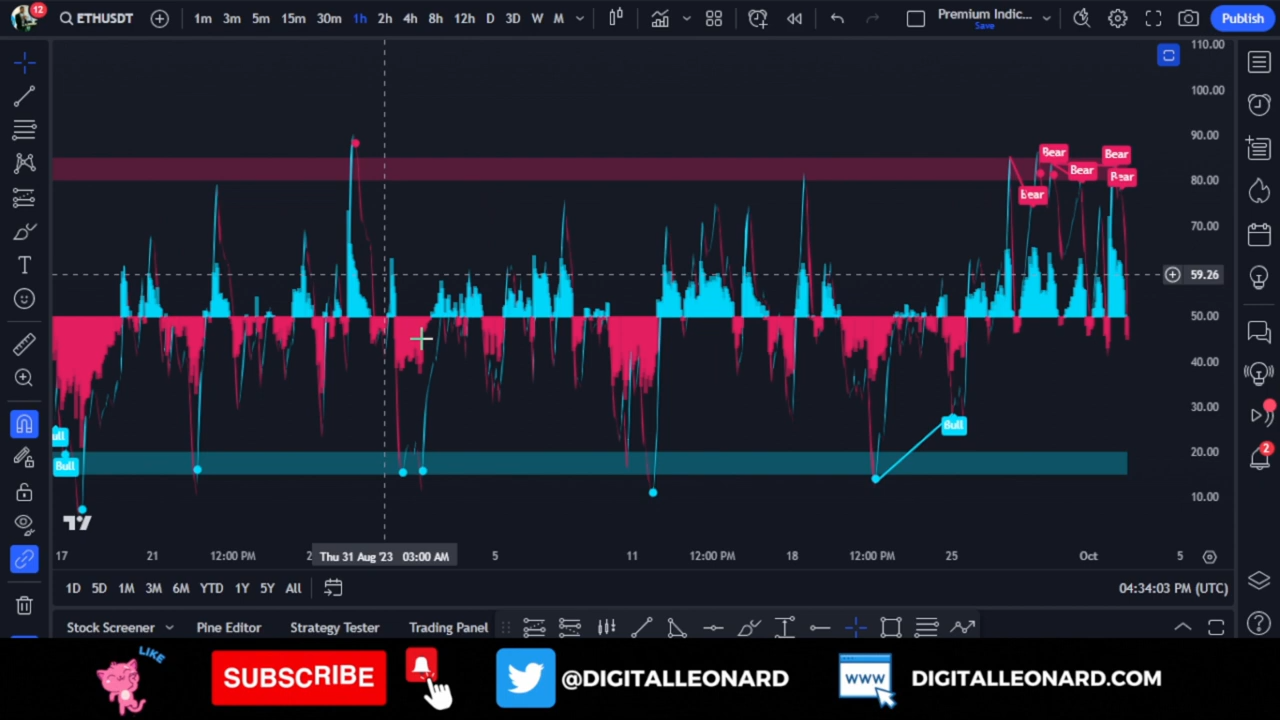 12
ETHUSDT
1m 3m 5m 15m 30m 1h 2h 4h 8h 12h D 3D W M
Premium Indic...
Save
Publish
110.00
100.00
90.00
80.00
70.00
59.26
50.00
40.00
30.00
20.00
10.00
Bear
Bear
Bear
Bear
Bear
Bull
Bull
17 21 12:00 PM 2 Thu 31 Aug '23 03:00 AM 5 11 12:00 PM 18 12:00 PM 25 Oct 5
1D 5D 1M 3M 6M YTD 1Y 5Y All
04:34:03 PM (UTC)
2
Stock Screener Pine Editor Strategy Tester Trading Panel
LIKE
SUBSCRIBE
@DIGITALLEONARD
WWW
DIGITALLEONARD.COM